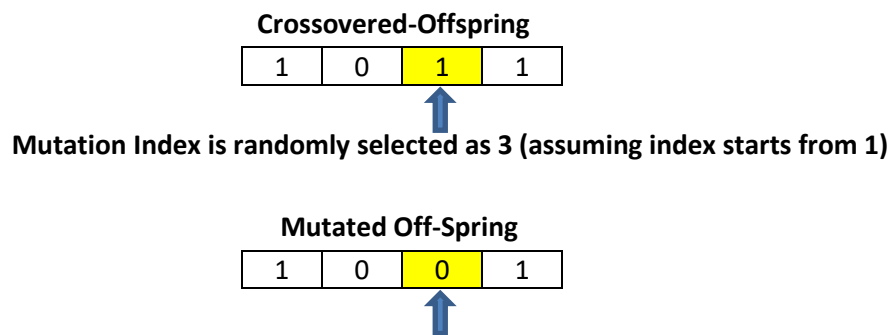 Crossovered-Offspring
1 0 1 1
Mutation Index is randomly selected as 3 (assuming index starts from 1)
Mutated Off-Spring
1 0 0 1